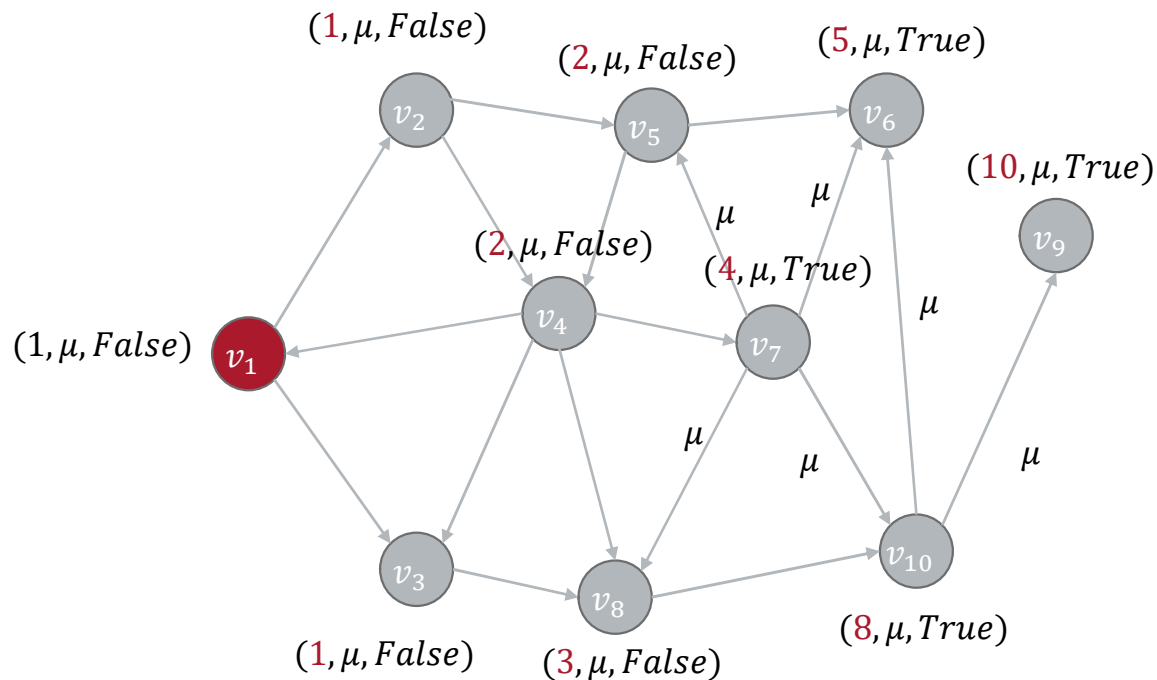 (1, μ, False)
(2, μ, False)
(5, μ, True)
v₂
v₅
v₆
(10, μ, True)
μ
μ
v₉
(2, μ, False)
(4, μ, True)
μ
v₄
v₇
(1, μ, False)
v₁
μ
μ
μ
v₃
v₈
v₁₀
(1, μ, False)
(3, μ, False)
(8, μ, True)